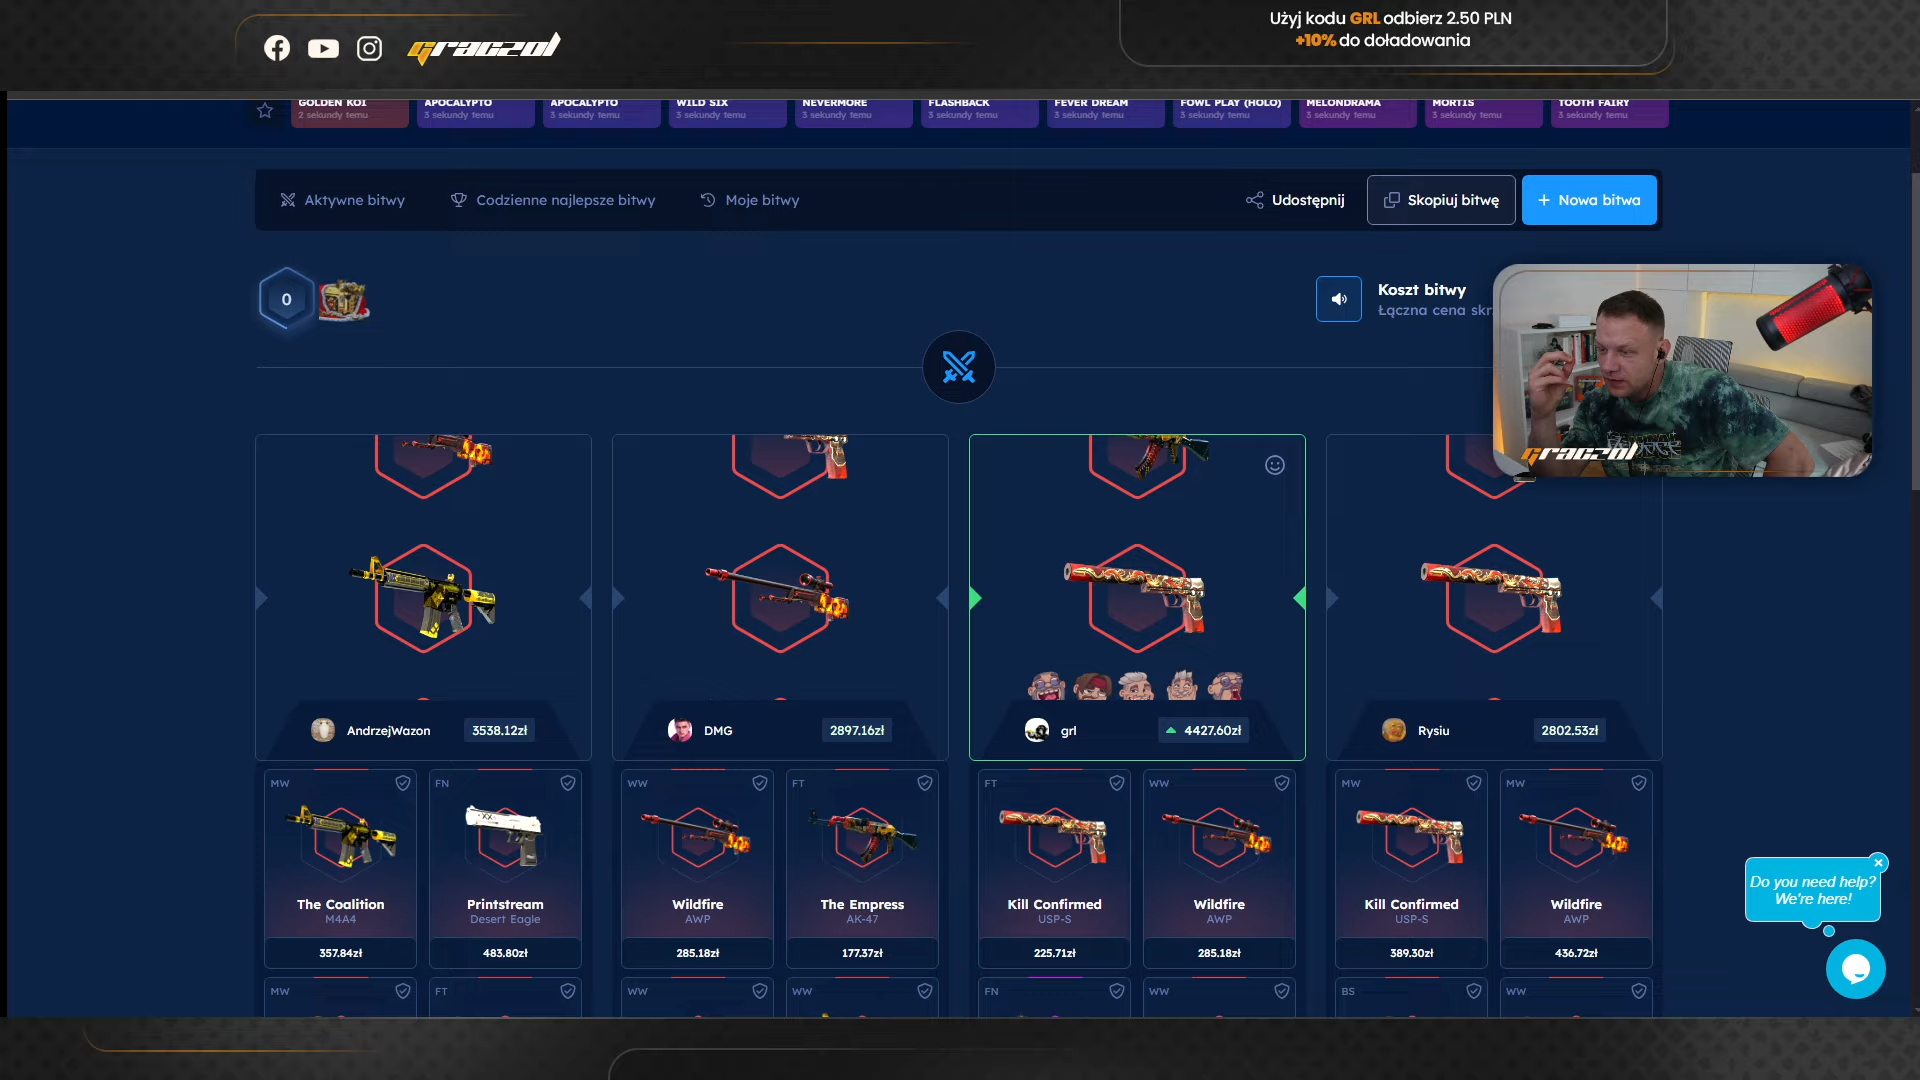 Użyj kodu GRL odbierz 2.50 PLN
+10% do doładowania
graczol
GOLDEN KOI
2 sekundy temu
APOCALYPTO
3 sekundy temu
APOCALYPTO
3 sekundy temu
WILD SIX
3 sekundy temu
NEVERMORE
3 sekundy temu
FLASHBACK
3 sekundy temu
FEVER DREAM
3 sekundy temu
FOWL PLAY (HOLO)
3 sekundy temu
MELONDRAMA
3 sekundy temu
MORTIS
3 sekundy temu
TOOTH FAIRY
3 sekundy temu
Aktywne bitwy
Codzienne najlepsze bitwy
Moje bitwy
Udostępnij
Skopiuj bitwę
+ Nowa bitwa
0
Koszt bitwy
Łączna cena skr
graczol
AndrzejWazon
3538.12zł
DMG
2897.16zł
grl
4427.60zł
Rysiu
2802.53zł
MW
The Coalition
M4A4
357.84zł
FN
Printstream
Desert Eagle
483.80zł
WW
Wildfire
AWP
285.18zł
FT
The Empress
AK-47
177.37zł
FT
Kill Confirmed
USP-S
225.71zł
WW
Wildfire
AWP
285.18zł
MW
Kill Confirmed
USP-S
389.30zł
MW
Wildfire
AWP
436.72zł
MW
FT
WW
WW
FN
WW
BS
WW
Do you need help?
We're here!